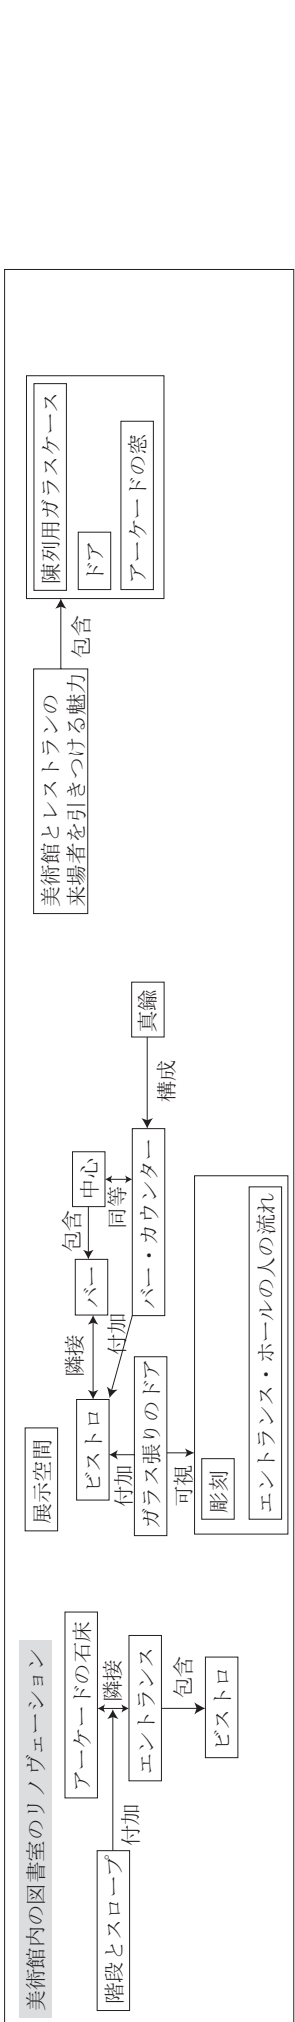 美術館内の図書室のリノヴェーション
階段とスロープ
付加
アーケードの石床
隣接
エントランス
包含
ビストロ
展示空間
ビストロ
隣接
バー
包含
中心
付加
付加
同等
ガラス張りのドア
バー・カウンター
構成
真鍮
可視
彫刻
エントランス・ホールの人の流れ
美術館とレストランの
来場者を引きつける魅力
包含
陳列用ガラスケース
ドア
アーケードの窓